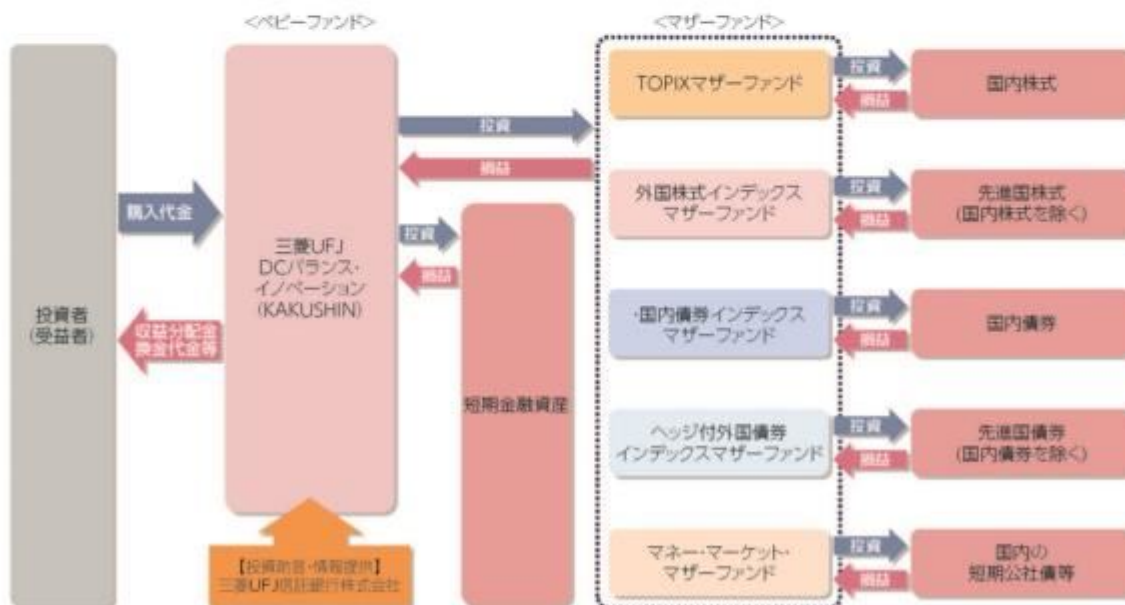 <ベビーファンド>
<マザーファンド>
投資者
(受益者)
購入代金
収益分配金
換金代金等
三菱UFJ
DCバランス・
イノベーション
(KAKUSHIN)
【投資助言・情報提供】
三菱UFJ信託銀行株式会社
投資
損益
投資
損益
短期金融資産
TOPIXマザーファンド
投資
損益
国内株式
外国株式インデックス
マザーファンド
投資
損益
先進国株式
(国内株式を除く)
・国内債券インデックス
マザーファンド
投資
損益
国内債券
ヘッジ付外国債券
インデックスマザーファンド
投資
損益
先進国債券
(国内債券を除く)
マネー・マーケット・
マザーファンド
投資
損益
国内の
短期公社債等